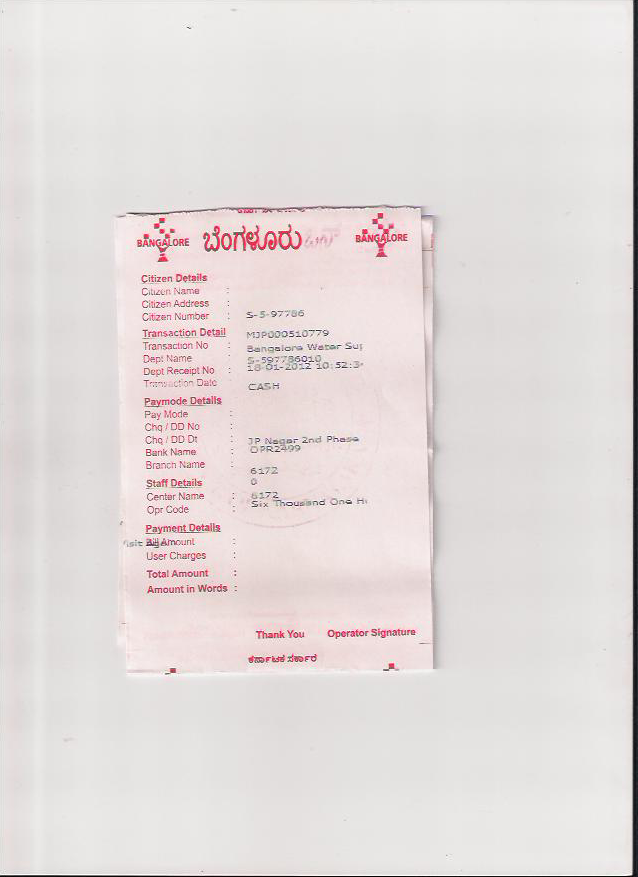 BANGALORE ಬೆಂಗಳೂರು ಒನ್ BANGALORE
Citizen Details
Citizen Name :
Citizen Address :
Citizen Number : S-5-97786
Transaction Detail MJP000510779
Transaction No : Bangalore Water Sup
Dept Name : S-597786010
Dept Receipt No : 18-01-2012 10:52:3
Transaction Date CASH
Paymode Details
Pay Mode :
Chq / DD No :
Chq / DD Dt : JP Nagar 2nd Phase
Bank Name : OPR2499
Branch Name : 6172
Staff Details 0
Center Name : 6172
Opr Code : Six Thousand One H
Payment Details
Bill Amount :
User Charges :
Total Amount :
Amount in Words :
Thank You Operator Signature
ಕರ್ನಾಟಕ ಸರ್ಕಾರ